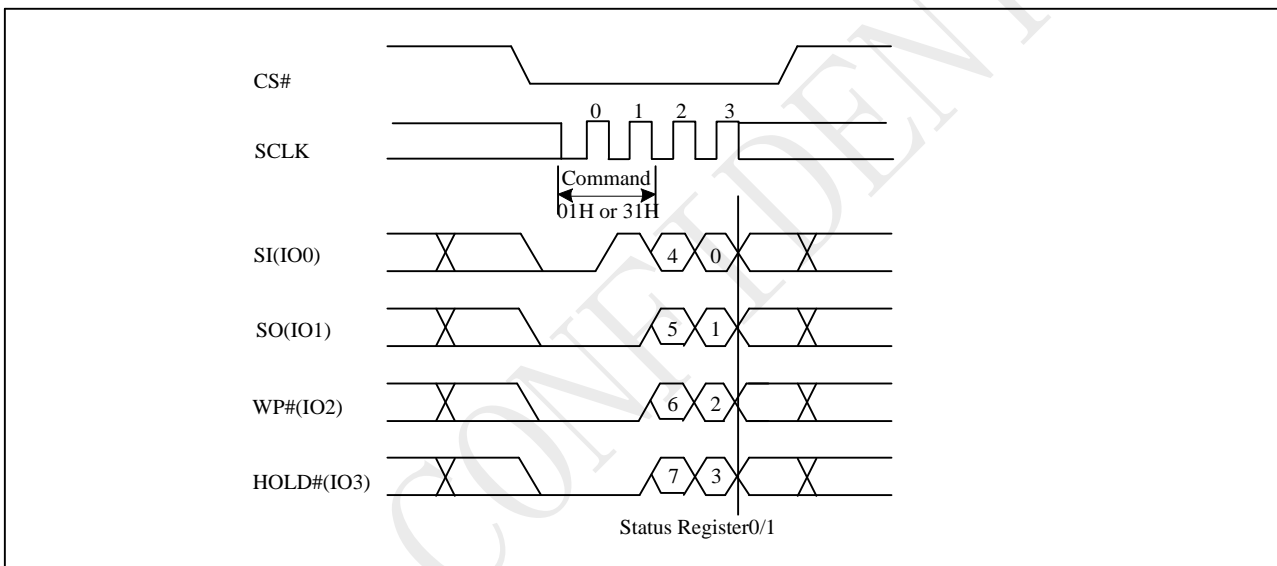 CS#
0 1 2 3
SCLK
Command
01H or 31H
SI(IO0) 4 0
SO(IO1) 5 1
WP#(IO2) 6 2
HOLD#(IO3) 7 3
Status Register0/1
CONFIDENT